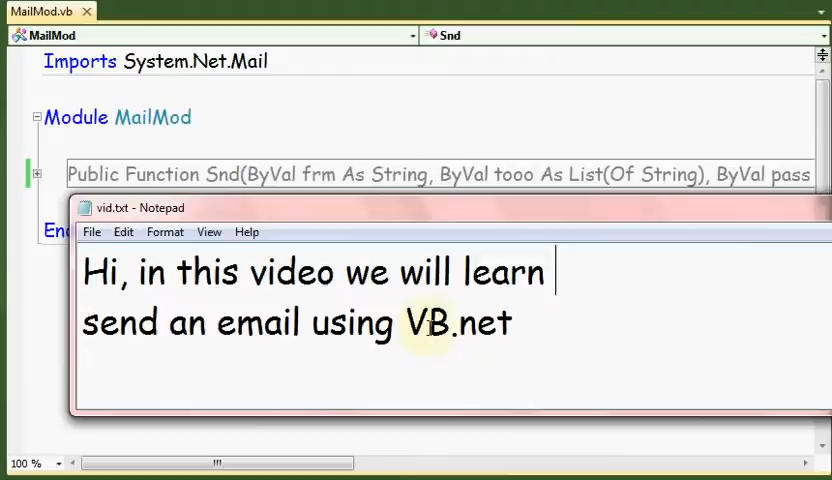 MailMod.vb
MailMod
Snd
Imports System.Net.Mail
Module MailMod
Public Function Snd(ByVal frm As String, ByVal tooo As List(Of String), ByVal pass
vid.txt - Notepad
En
File Edit Format View Help
Hi, in this video we will learn
send an email using VB.net
100 %